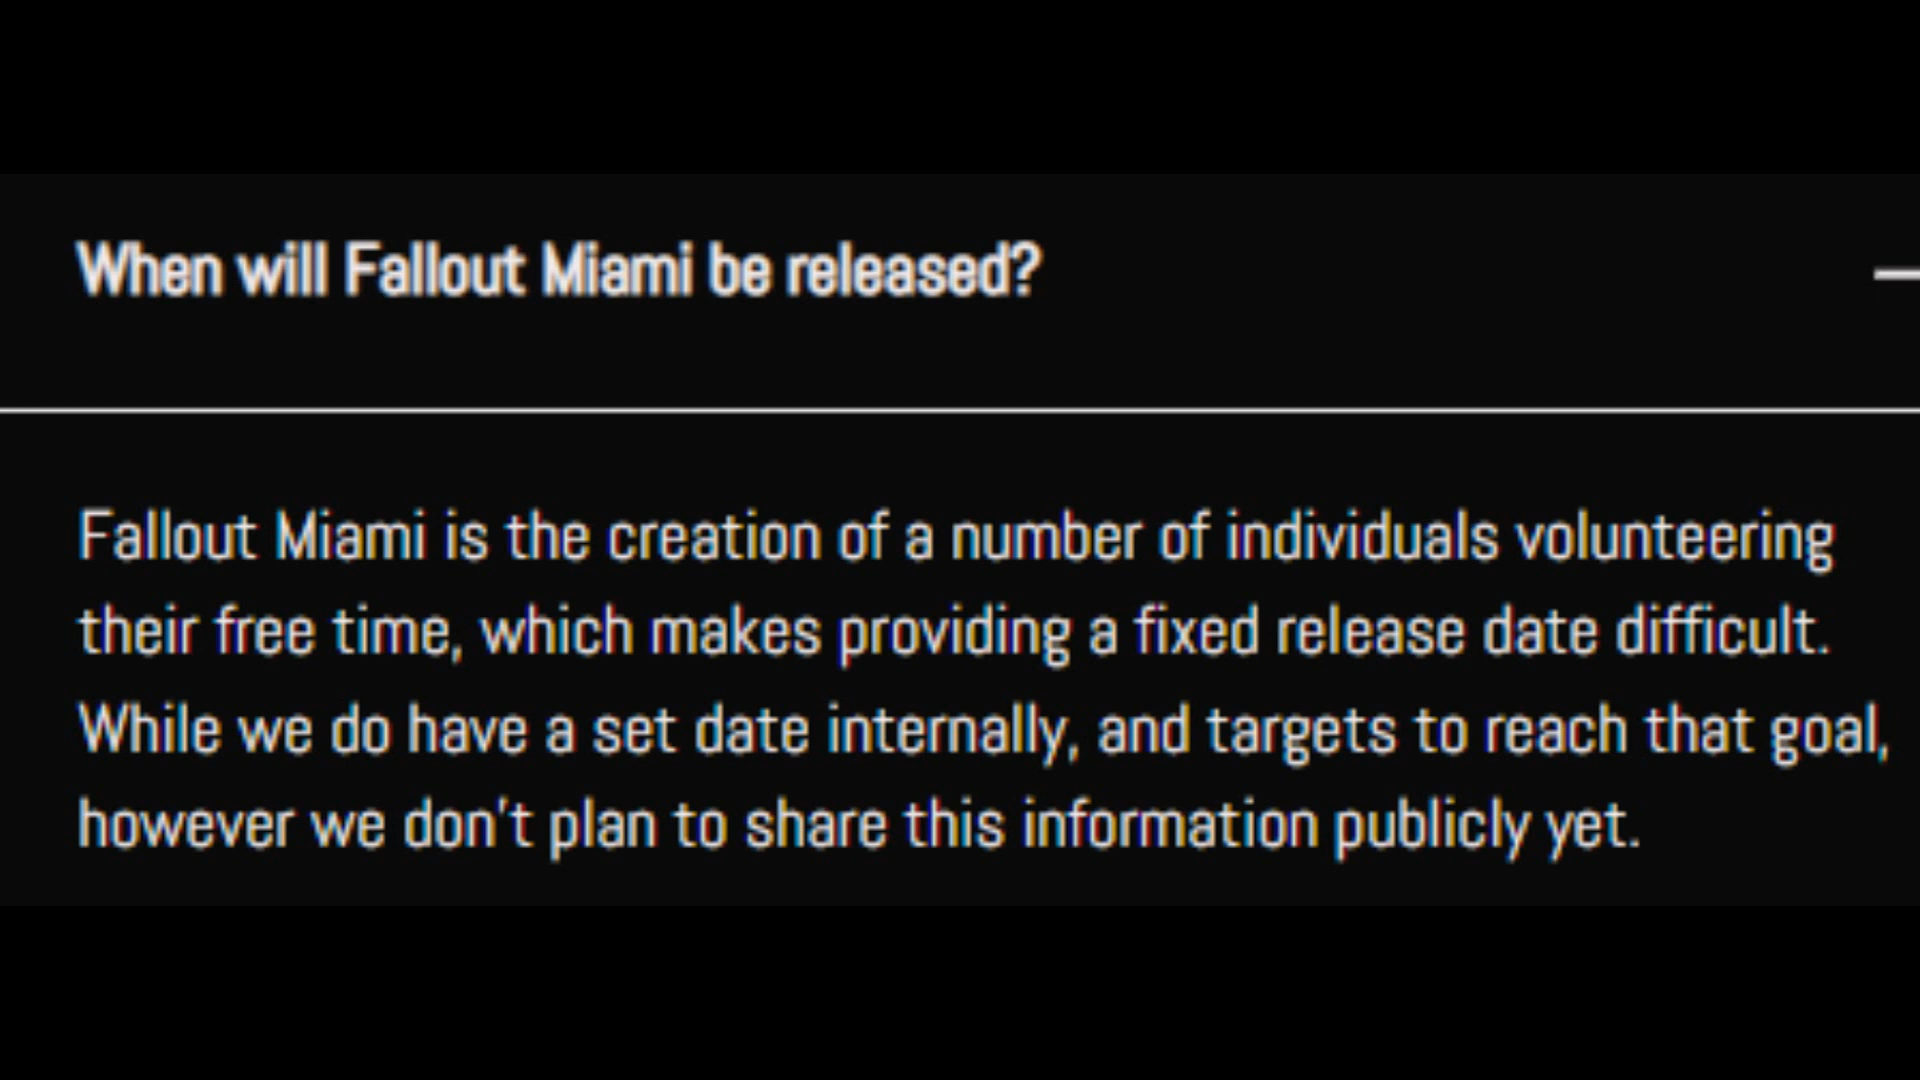 When will Fallout Miami be released?
Fallout Miami is the creation of a number of individuals volunteering
their free time, which makes providing a fixed release date difficult.
While we do have a set date internally, and targets to reach that goal,
however we don't plan to share this information publicly yet.